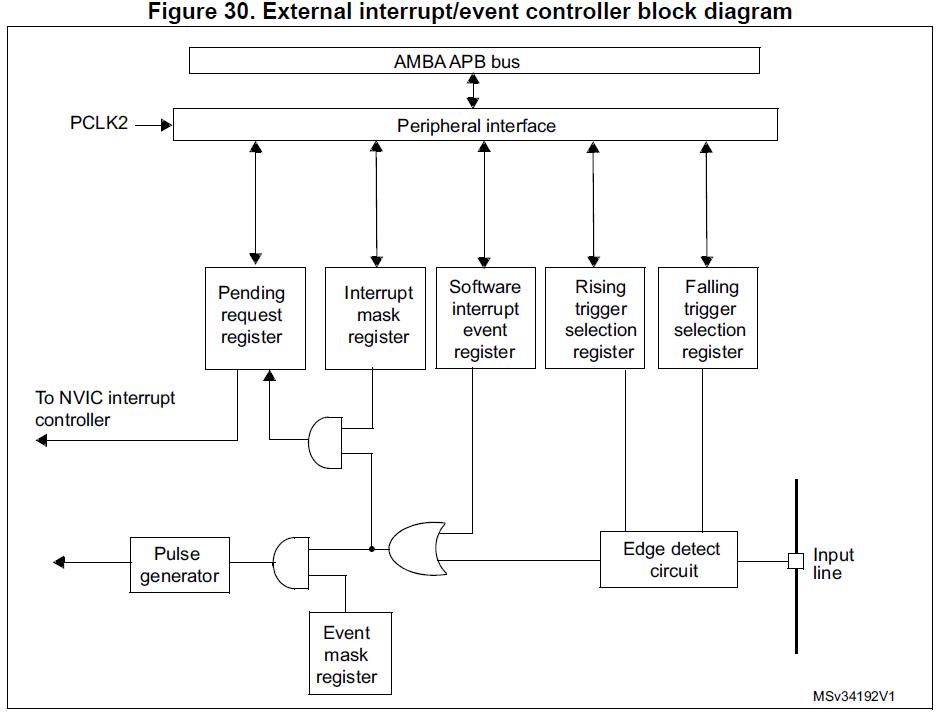 Figure 30. External interrupt/event controller block diagram
AMBA APB bus
PCLK2
Peripheral interface
Pending
request
register
Interrupt
mask
register
Software
interrupt
event
register
Rising
trigger
selection
register
Falling
trigger
selection
register
To NVIC interrupt
controller
Pulse
generator
Event
mask
register
Edge detect
circuit
Input
line
MSv34192V1